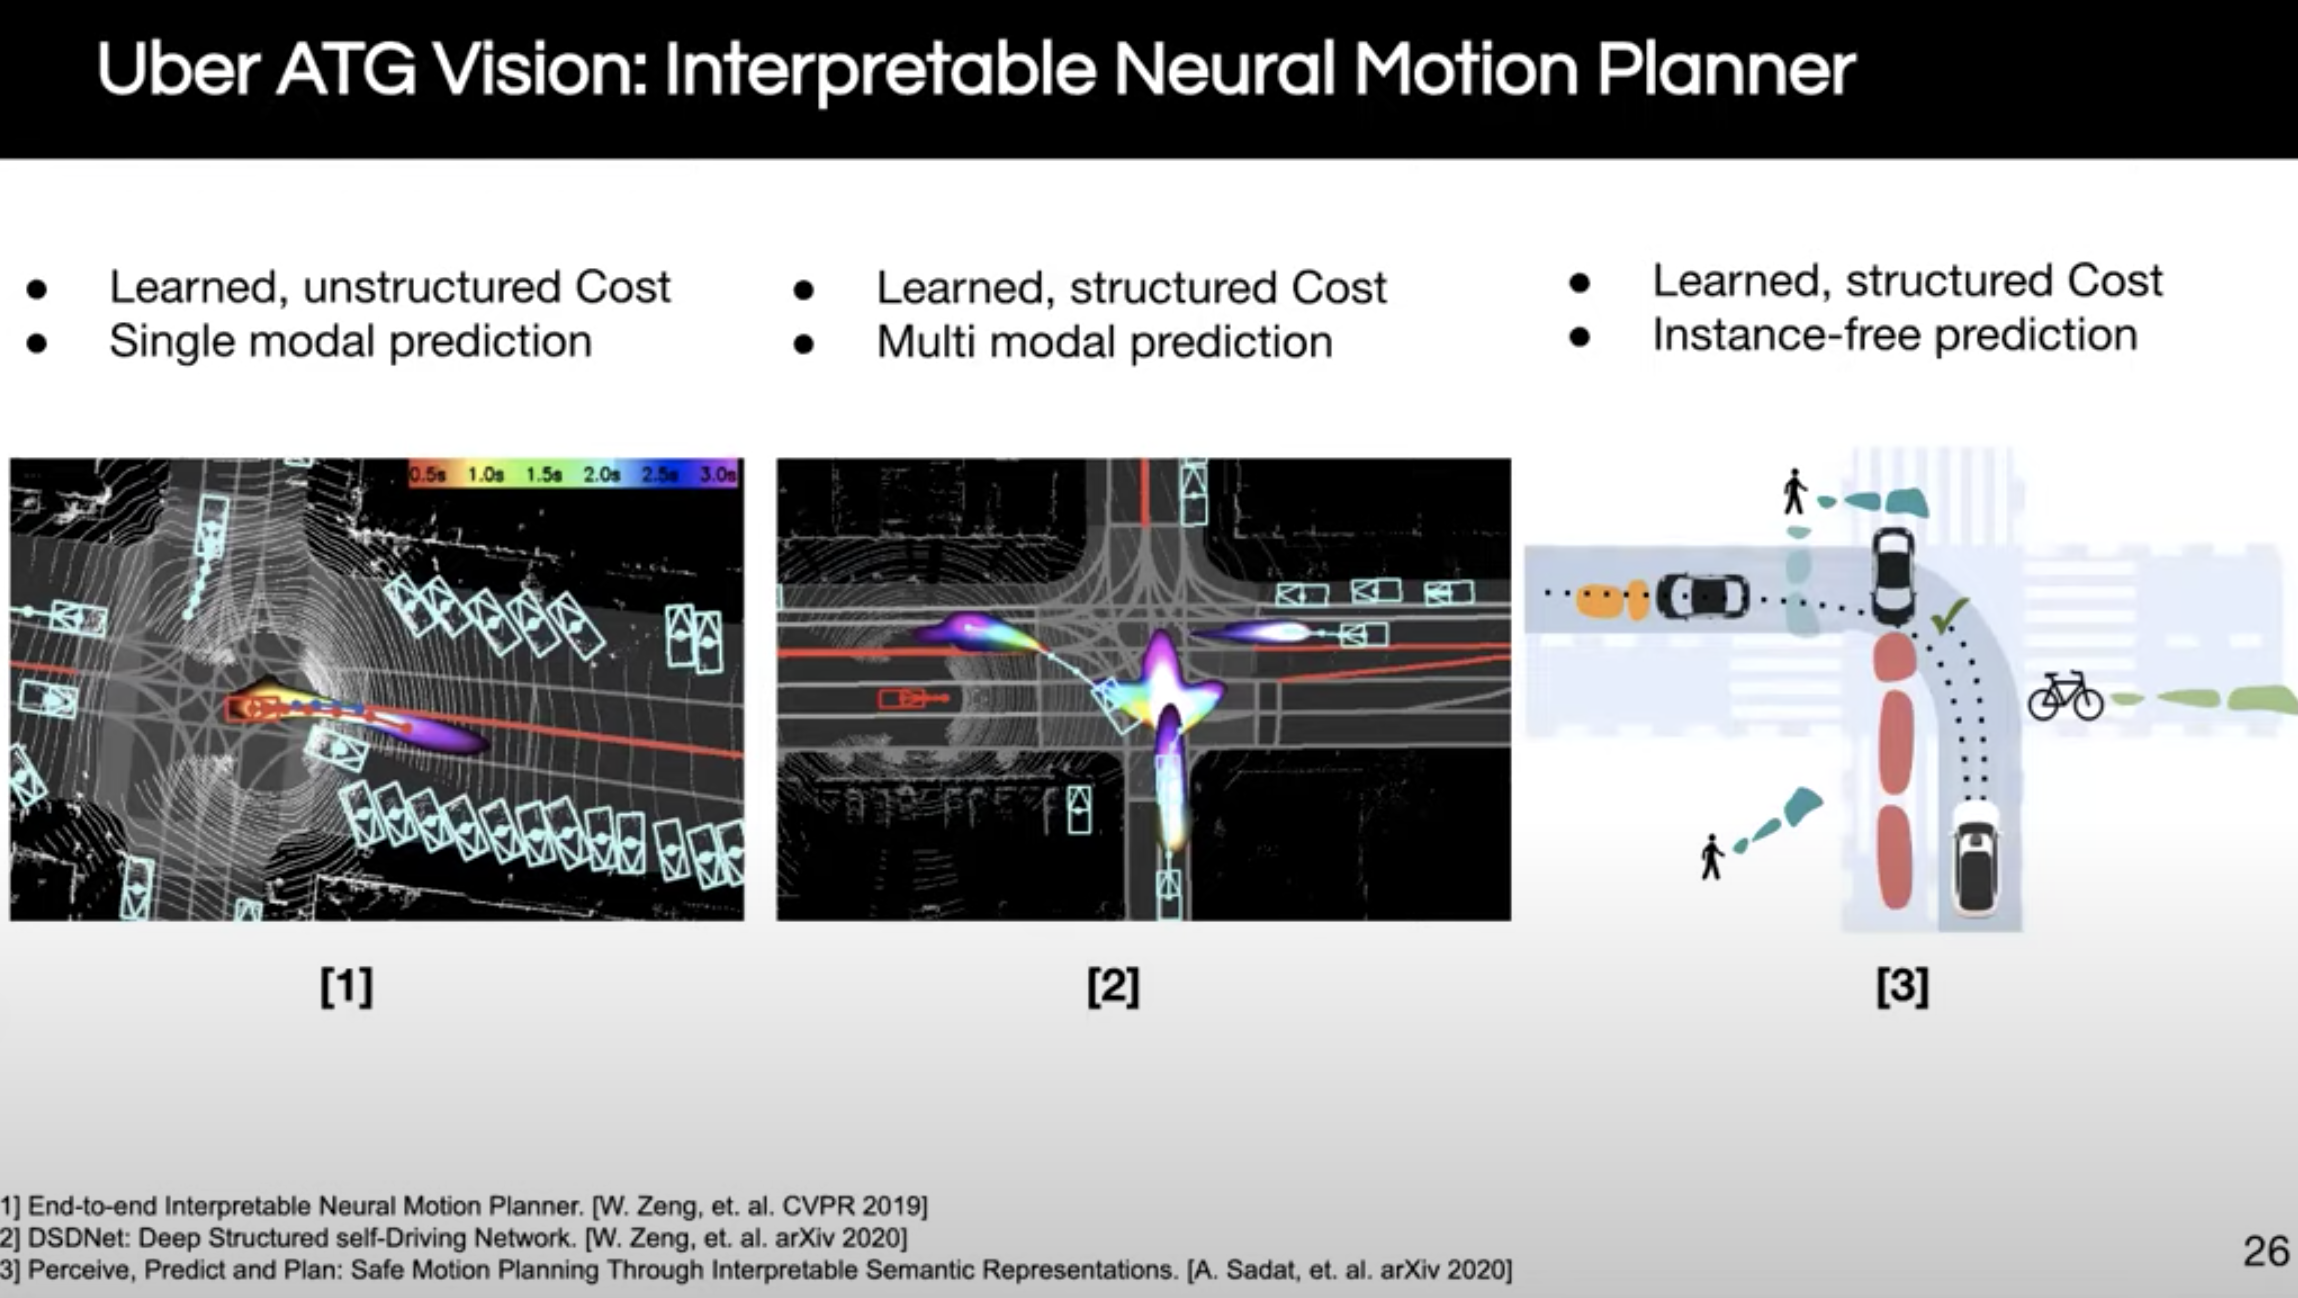 Uber ATG Vision: Interpretable Neural Motion Planner
● Learned, unstructured Cost
● Single modal prediction
● Learned, structured Cost
● Multi modal prediction
● Learned, structured Cost
● Instance-free prediction
0.5s 1.0s 1.5s 2.0s 2.5s 3.0s
[1]
[2]
[3]
1] End-to-end Interpretable Neural Motion Planner. [W. Zeng, et. al. CVPR 2019]
2] DSDNet: Deep Structured self-Driving Network. [W. Zeng, et. al. arXiv 2020]
3] Perceive, Predict and Plan: Safe Motion Planning Through Interpretable Semantic Representations. [A. Sadat, et. al. arXiv 2020]
26